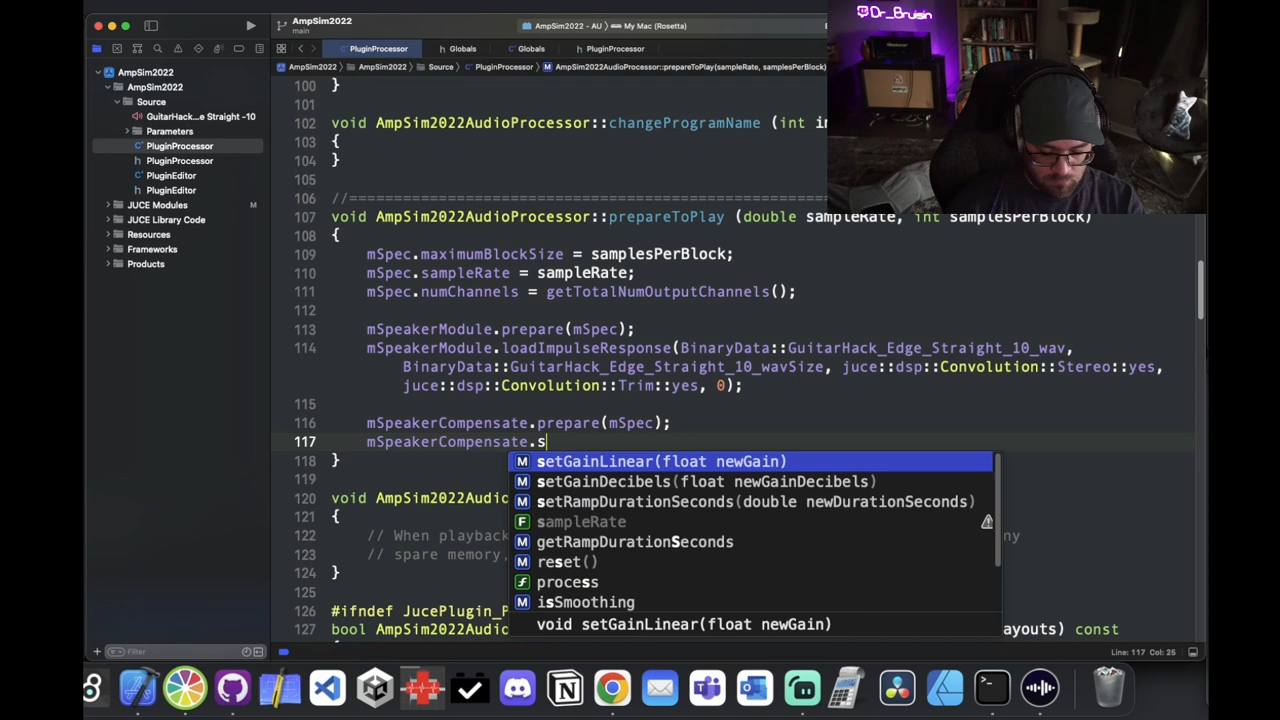 @Dr_Bruisin
AmpSim2022
main
AmpSim2022 - AU
My Mac (Rosetta)
PluginProcessor
Globals
Globals
PluginProcessor
AmpSim2022
AmpSim2022
Source
PluginProcessor
AmpSim2022AudioProcessor::prepareToPlay(sampleRate, samplesPerBlock)
AmpSim2022
AmpSim2022
Source
GuitarHack...e Straight -10
Parameters
PluginProcessor
PluginProcessor
PluginEditor
PluginEditor
JUCE Modules M
JUCE Library Code
Resources
Frameworks
Products
Filter
100 }
101
102 void AmpSim2022AudioProcessor::changeProgramName (int in
103 {
104 }
105
106 //====================================================
107 void AmpSim2022AudioProcessor::prepareToPlay (double sampleRate, int samplesPerBlock)
108 {
109 mSpec.maximumBlockSize = samplesPerBlock;
110 mSpec.sampleRate = sampleRate;
111 mSpec.numChannels = getTotalNumOutputChannels();
112
113 mSpeakerModule.prepare(mSpec);
114 mSpeakerModule.loadImpulseResponse(BinaryData::GuitarHack_Edge_Straight_10_wav,
BinaryData::GuitarHack_Edge_Straight_10_wavSize, juce::dsp::Convolution::Stereo::yes,
juce::dsp::Convolution::Trim::yes, 0);
115
116 mSpeakerCompensate.prepare(mSpec);
117 mSpeakerCompensate.s
118 }
119
120 void AmpSim2022Audio
121 {
122 // When playback ny
123 // spare memory,
124 }
125
126 #ifndef JucePlugin_P
127 bool AmpSim2022Audio ayouts) const
M setGainLinear(float newGain)
M setGainDecibels(float newGainDecibels)
M setRampDurationSeconds(double newDurationSeconds)
F sampleRate
M getRampDurationSeconds
M reset()
f process
M isSmoothing
void setGainLinear(float newGain)
Line: 117 Col: 25